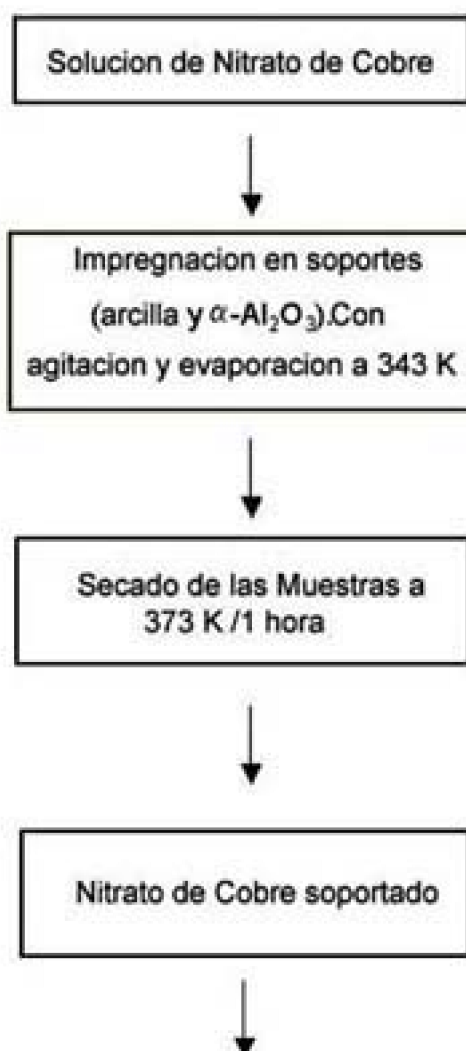 Solucion de Nitrato de Cobre
Impregnacion en soportes
(arcilla y α-Al₂O₃).Con
agitacion y evaporacion a 343 K
Secado de las Muestras a
373 K /1 hora
Nitrato de Cobre soportado